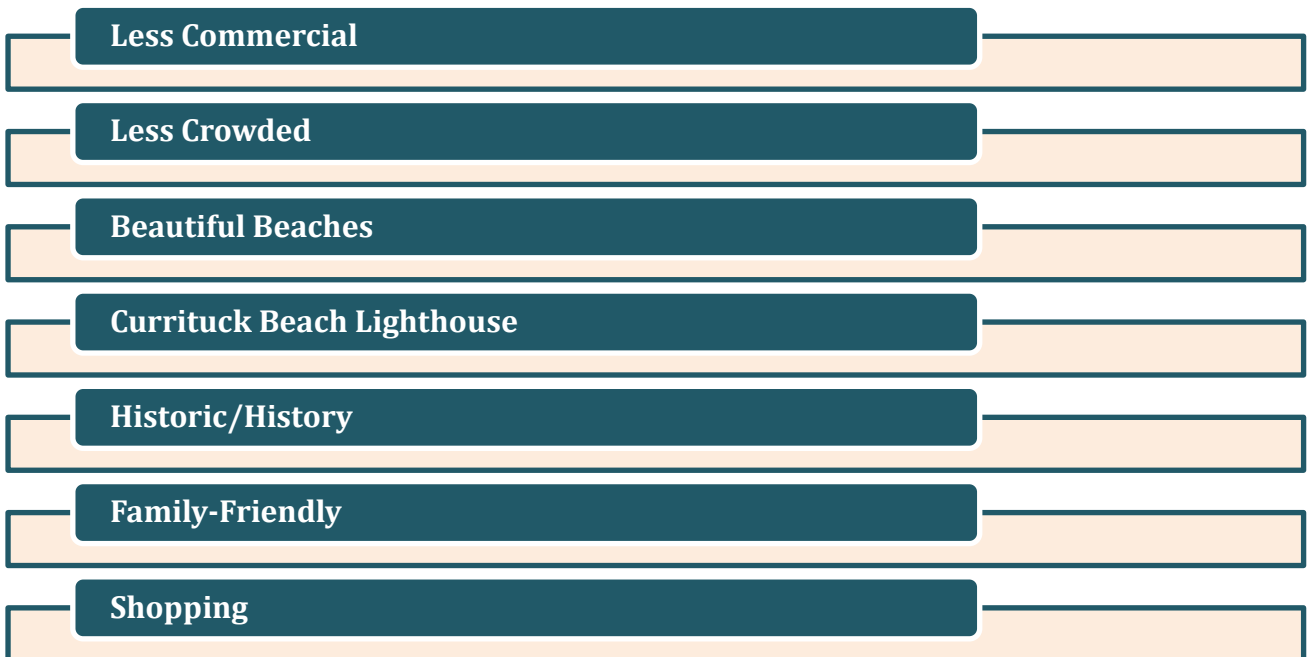 Less Commercial
Less Crowded
Beautiful Beaches
Currituck Beach Lighthouse
Historic/History
Family-Friendly
Shopping